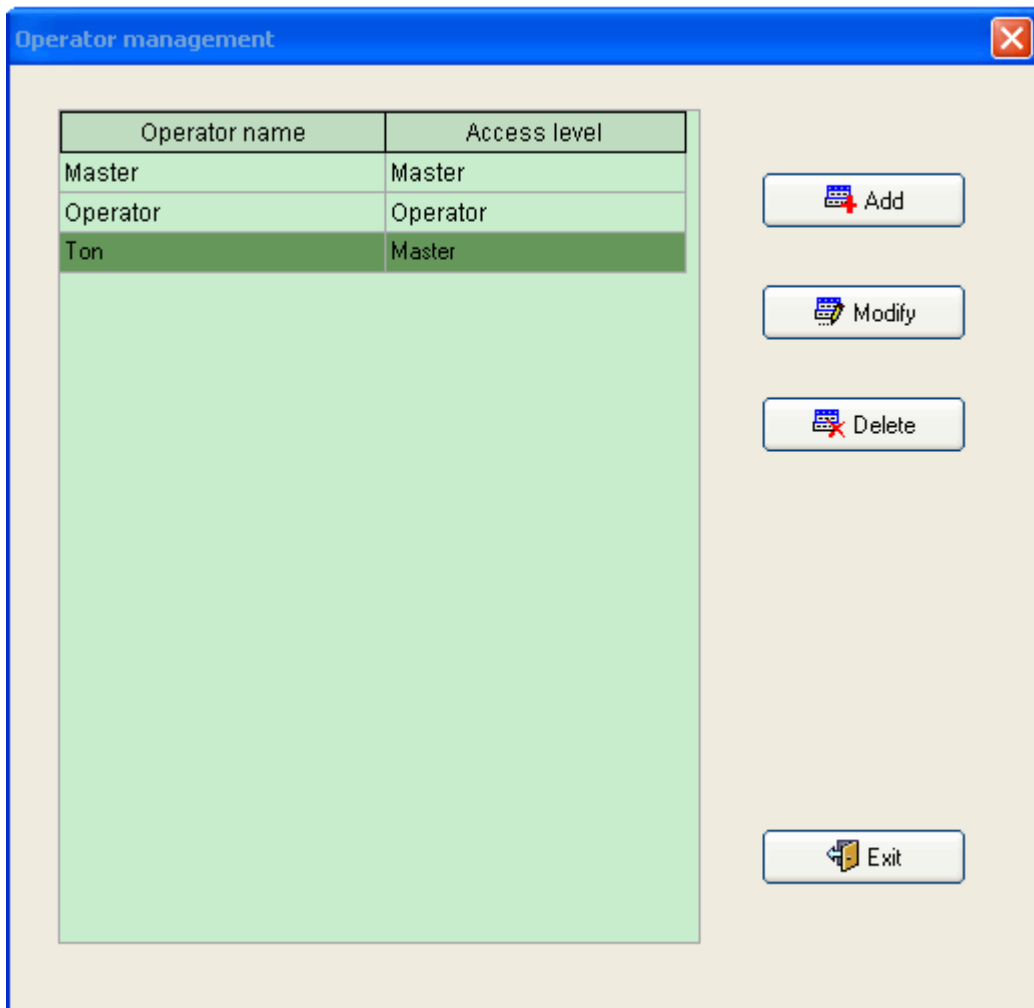 Operator management
Operator name Access level
Master Master
Operator Operator
Ton Master
Add
Modify
Delete
Exit